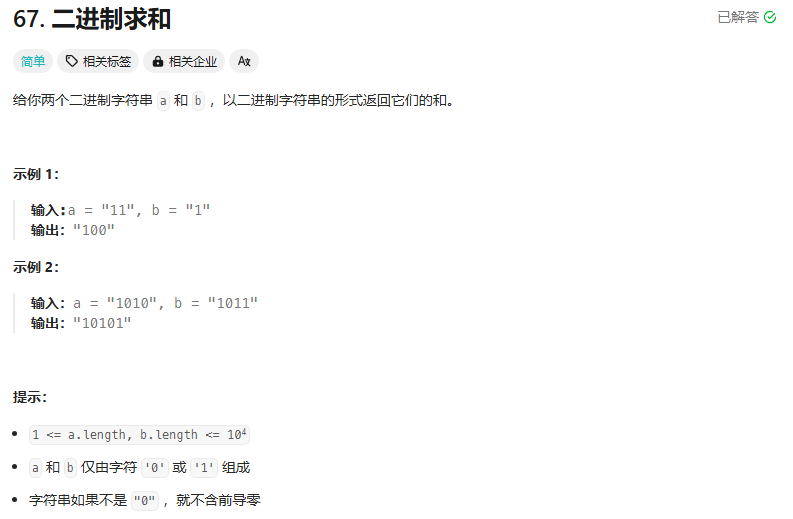 67. 二进制求和
已解答
简单 相关标签 相关企业 A文
给你两个二进制字符串 a 和 b ，以二进制字符串的形式返回它们的和。
示例 1：
输入:a = "11", b = "1"
输出："100"
示例 2：
输入：a = "1010", b = "1011"
输出："10101"
提示：
1 <= a.length, b.length <= 10⁴
a 和 b 仅由字符 '0' 或 '1' 组成
字符串如果不是 "0" ，就不含前导零